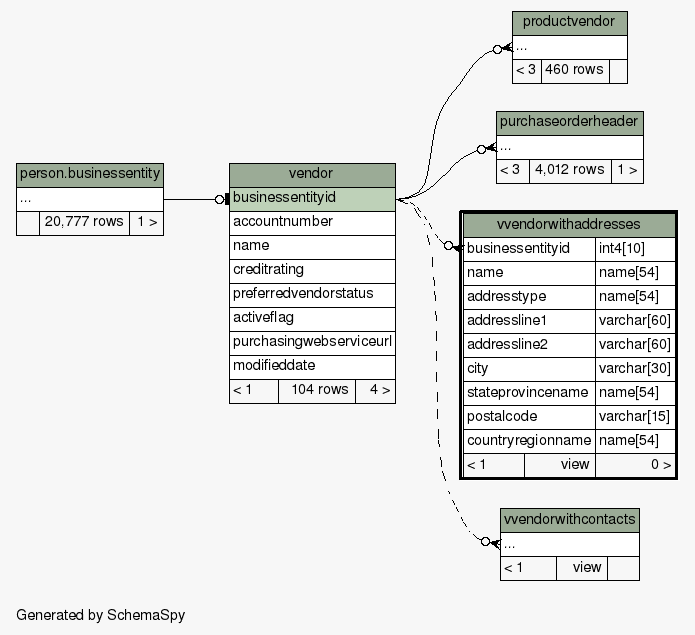 productvendor
...
< 3 460 rows
purchaseorderheader
...
< 3 4,012 rows 1 >
person.businessentity
...
20,777 rows 1 >
vendor
businessentityid
accountnumber
name
creditrating
preferredvendorstatus
activeflag
purchasingwebserviceurl
modifieddate
< 1 104 rows 4 >
vvendorwithaddresses
businessentityid int4[10]
name name[54]
addresstype name[54]
addressline1 varchar[60]
addressline2 varchar[60]
city varchar[30]
stateprovincename name[54]
postalcode varchar[15]
countryregionname name[54]
< 1 view 0 >
vvendorwithcontacts
...
< 1 view
Generated by SchemaSpy